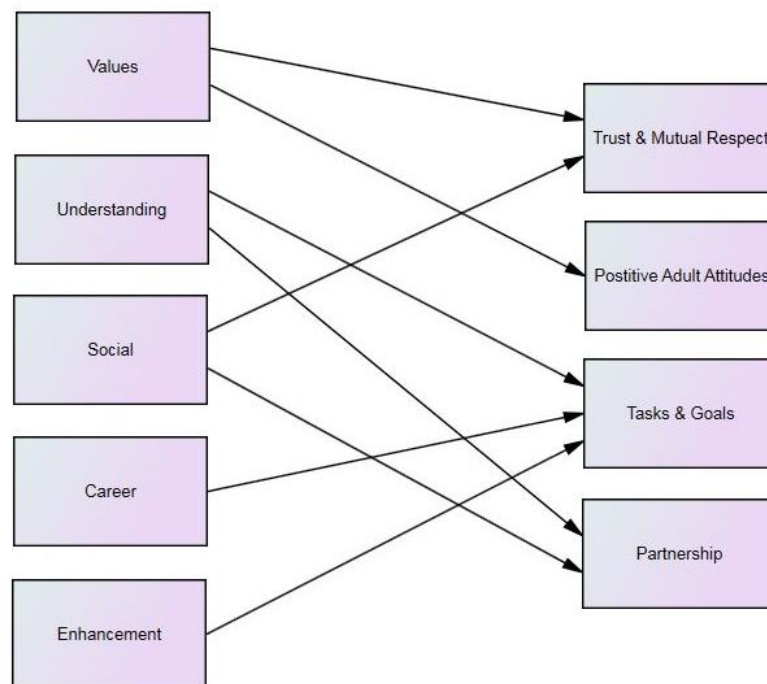 Values
Trust & Mutual Respect
Understanding
Postitive Adult Attitudes
Social
Tasks & Goals
Career
Partnership
Enhancement